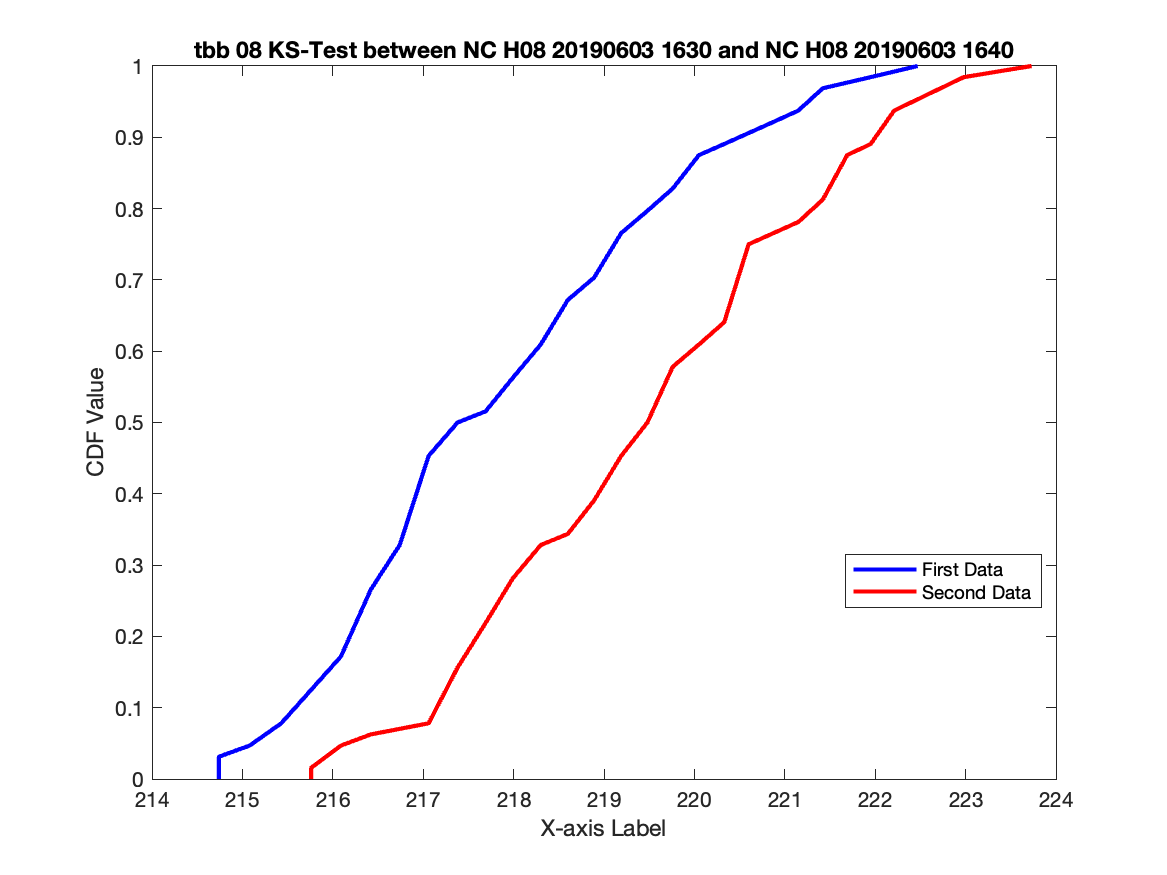 tbb 08 KS-Test between NC H08 20190603 1630 and NC H08 20190603 1640
1
0.9
0.8
0.7
0.6
0.5
0.4
0.3
0.2
0.1
0
CDF Value
First Data
Second Data
214 215 216 217 218 219 220 221 222 223 224
X-axis Label